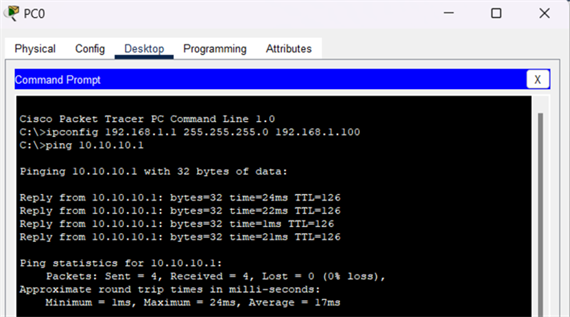 PC0
Physical Config Desktop Programming Attributes
Command Prompt
X
Cisco Packet Tracer PC Command Line 1.0
C:\>ipconfig 192.168.1.1 255.255.255.0 192.168.1.100
C:\>ping 10.10.10.1
Pinging 10.10.10.1 with 32 bytes of data:
Reply from 10.10.10.1: bytes=32 time=24ms TTL=126
Reply from 10.10.10.1: bytes=32 time=22ms TTL=126
Reply from 10.10.10.1: bytes=32 time=1ms TTL=126
Reply from 10.10.10.1: bytes=32 time=21ms TTL=126
Ping statistics for 10.10.10.1:
Packets: Sent = 4, Received = 4, Lost = 0 (0% loss),
Approximate round trip times in milli-seconds:
Minimum = 1ms, Maximum = 24ms, Average = 17ms